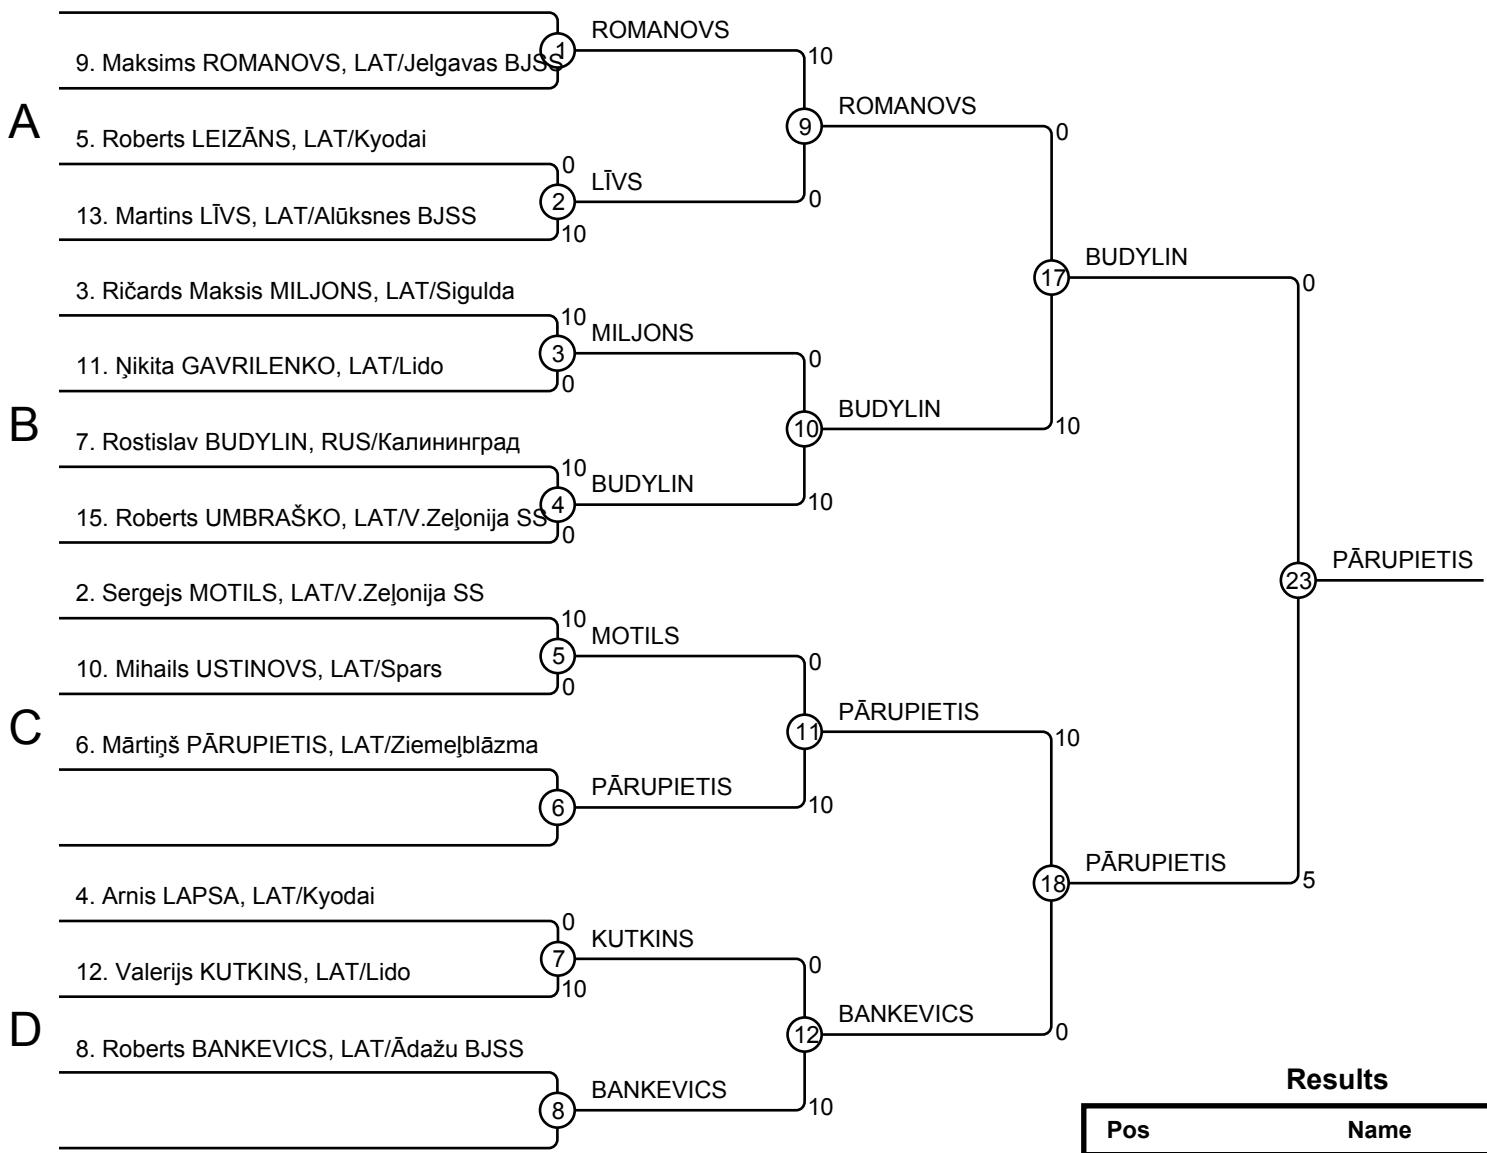 ROMANOVS
1
10
9. Maksims ROMANOVS, LAT/Jelgavas BJSS
A
9
ROMANOVS
5. Roberts LEIZĀNS, LAT/Kyodai
0
0
2
LĪVS
0
13. Martins LĪVS, LAT/Alūksnes BJSS
10
17
BUDYLIN
3. Ričards Maksis MILJONS, LAT/Sigulda
0
10
3
MILJONS
0
11. Ņikita GAVRILENKO, LAT/Lido
0
B
10
BUDYLIN
10
7. Rostislav BUDYLIN, RUS/Калининград
10
4
BUDYLIN
10
15. Roberts UMBRAŠKO, LAT/V.Zeļonija SS
0
23
PĀRUPIETIS
2. Sergejs MOTILS, LAT/V.Zeļonija SS
10
5
MOTILS
0
10. Mihails USTINOVS, LAT/Spars
0
C
11
PĀRUPIETIS
10
6. Mārtiņš PĀRUPIETIS, LAT/Ziemeļblāzma
6
PĀRUPIETIS
10
18
PĀRUPIETIS
5
4. Arnis LAPSA, LAT/Kyodai
0
7
KUTKINS
0
12. Valerijs KUTKINS, LAT/Lido
10
D
12
BANKEVICS
0
8. Roberts BANKEVICS, LAT/Ādažu BJSS
8
BANKEVICS
10
Results
Pos Name